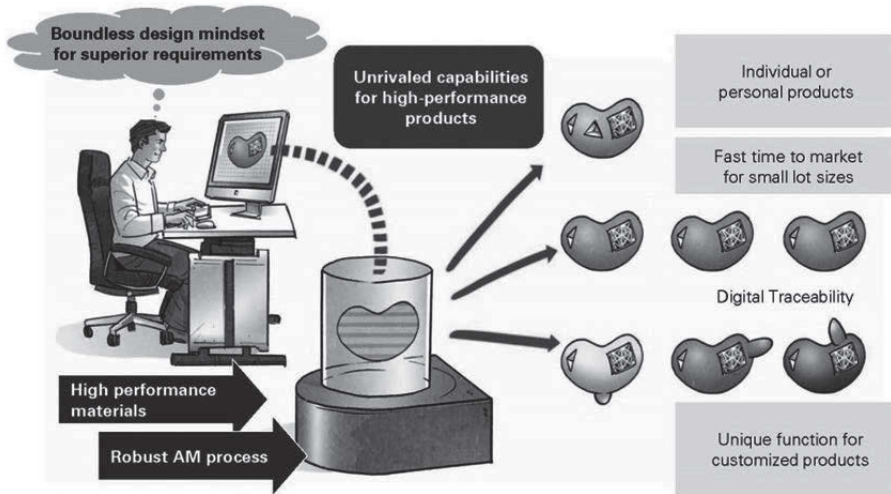 Boundless design mindset
for superior requirements
Unrivaled capabilities
for high-performance
products
Individual or
personal products
Fast time to market
for small lot sizes
Digital Traceability
High performance
materials
Robust AM process
Unique function for
customized products